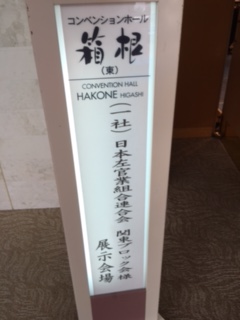 コンベンションホール
箱根
(東)
CONVENTION HALL
HAKONE HIGASHI
(一社)日本左官業組合連合会
関東ブロック会様
展示会場